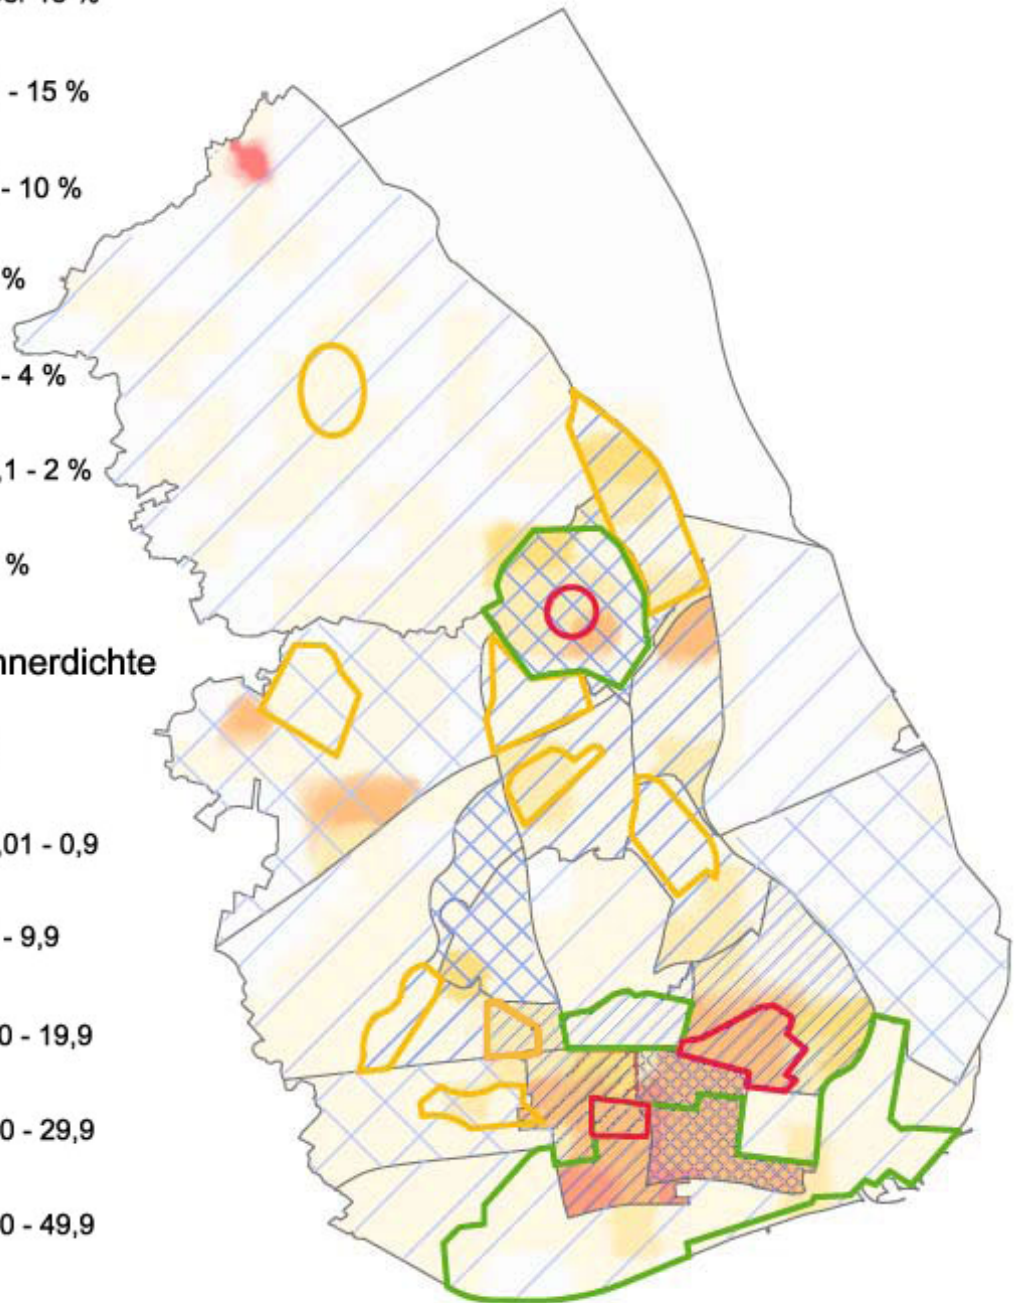 - 15 %
- 10 %
%
- 4 %
,1 - 2 %
%
nnerdichte
,01 - 0,9
- 9,9
0 - 19,9
0 - 29,9
0 - 49,9